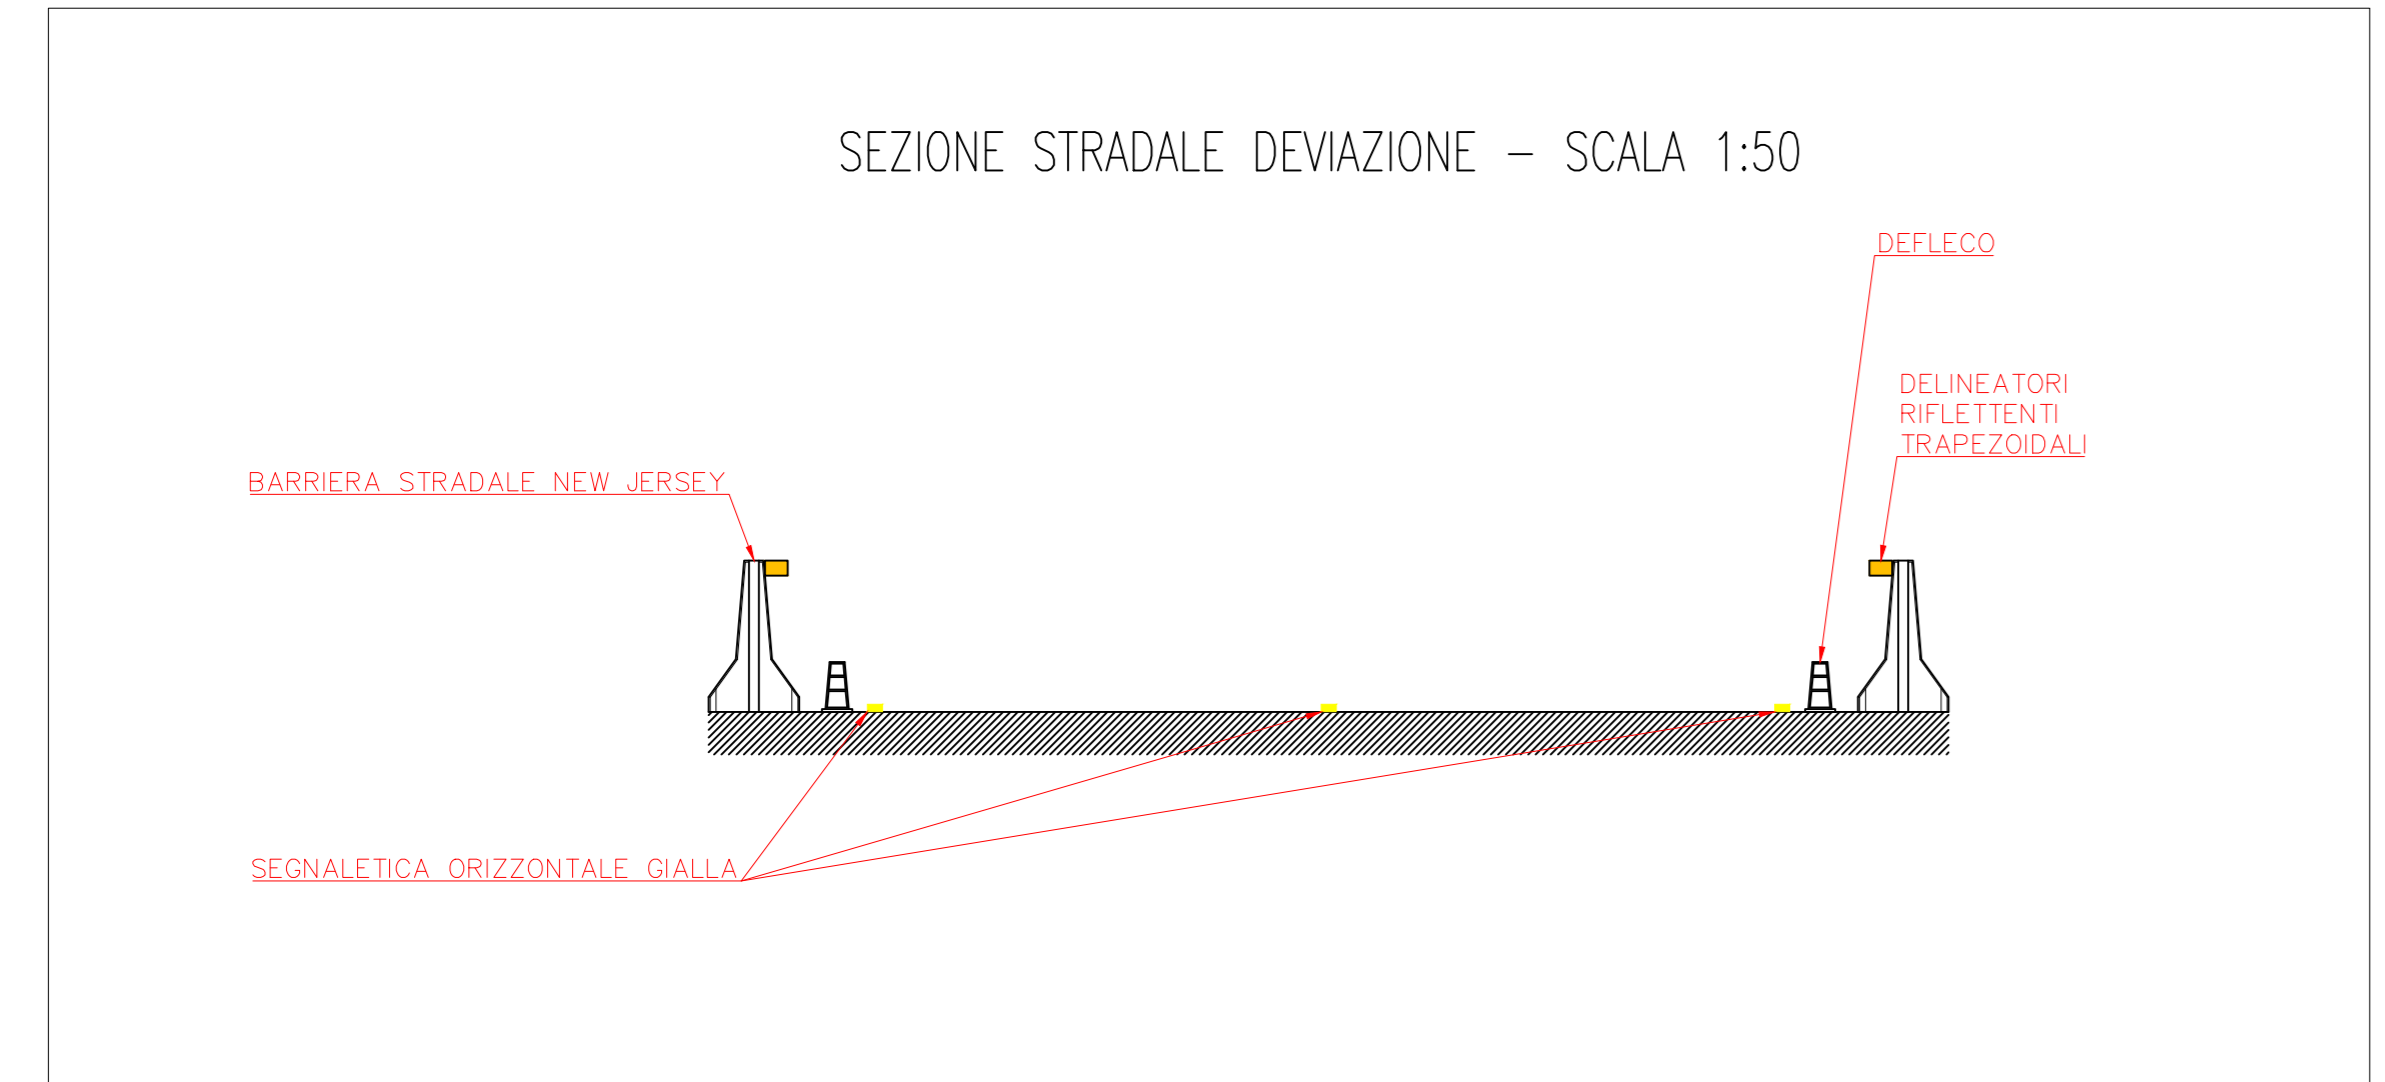 SEZIONE STRADALE DEVIAZIONE – SCALA 1:50
DEFLECO
DELINEATORI
RIFLETTENTI
TRAPEZOIDALI
BARRIERA STRADALE NEW JERSEY
SEGNALETICA ORIZZONTALE GIALLA